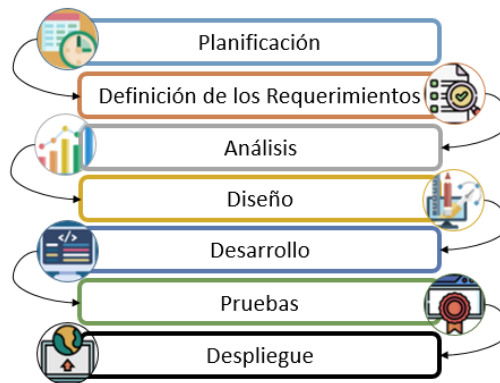 Planificación
Definición de los Requerimientos
Análisis
Diseño
Desarrollo
Pruebas
Despliegue